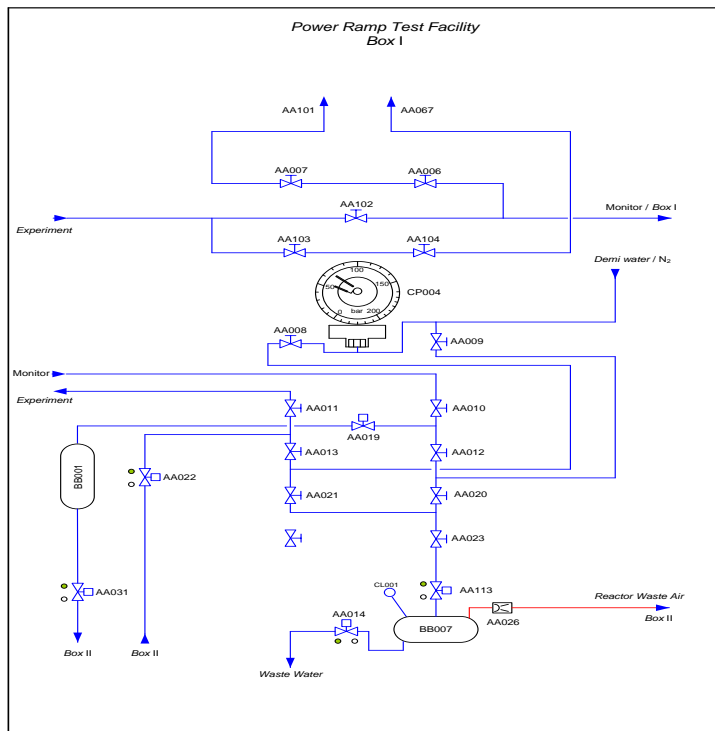 Power Ramp Test Facility
Box I
AA101
AA067
AA007
AA006
AA102
Monitor / Box I
Experiment
AA103
AA104
Demi water / N₂
100
50
150
CP004
0
bar
200
AA008
AA009
Monitor
Experiment
AA011
AA010
AA019
AA013
AA012
BB001
AA022
AA021
AA020
AA023
CL001
AA031
AA113
Reactor Waste Air
AA014
AA026
Box II
BB007
Box II
Box II
Waste Water